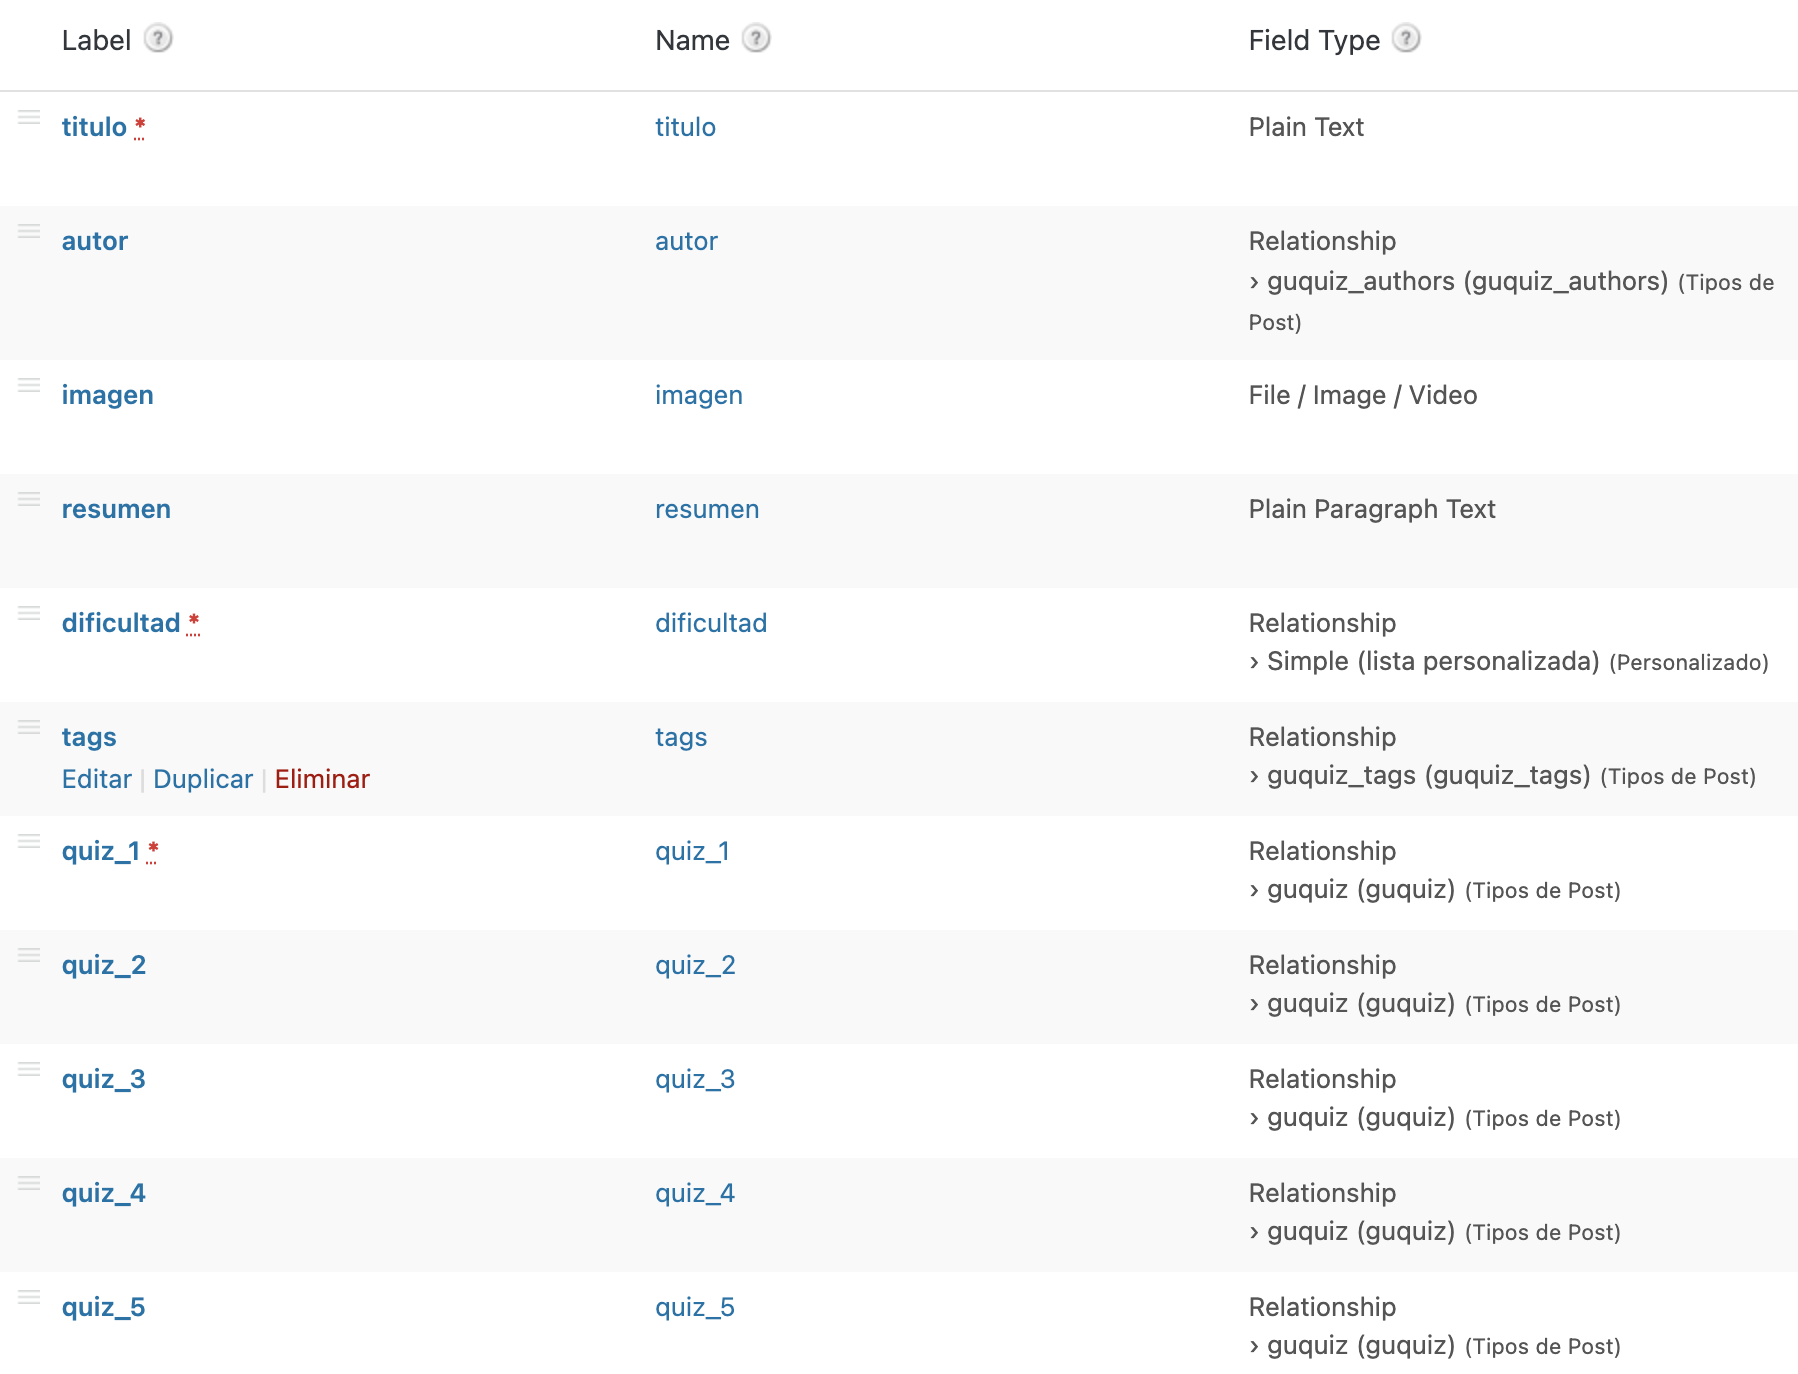 Label ? Name ? Field Type ?
titulo * titulo Plain Text
autor autor Relationship
› guquiz_authors (guquiz_authors) (Tipos de
Post)
imagen imagen File / Image / Video
resumen resumen Plain Paragraph Text
dificultad * dificultad Relationship
› Simple (lista personalizada) (Personalizado)
tags tags Relationship
Editar | Duplicar | Eliminar › guquiz_tags (guquiz_tags) (Tipos de Post)
quiz_1 * quiz_1 Relationship
› guquiz (guquiz) (Tipos de Post)
quiz_2 quiz_2 Relationship
› guquiz (guquiz) (Tipos de Post)
quiz_3 quiz_3 Relationship
› guquiz (guquiz) (Tipos de Post)
quiz_4 quiz_4 Relationship
› guquiz (guquiz) (Tipos de Post)
quiz_5 quiz_5 Relationship
› guquiz (guquiz) (Tipos de Post)